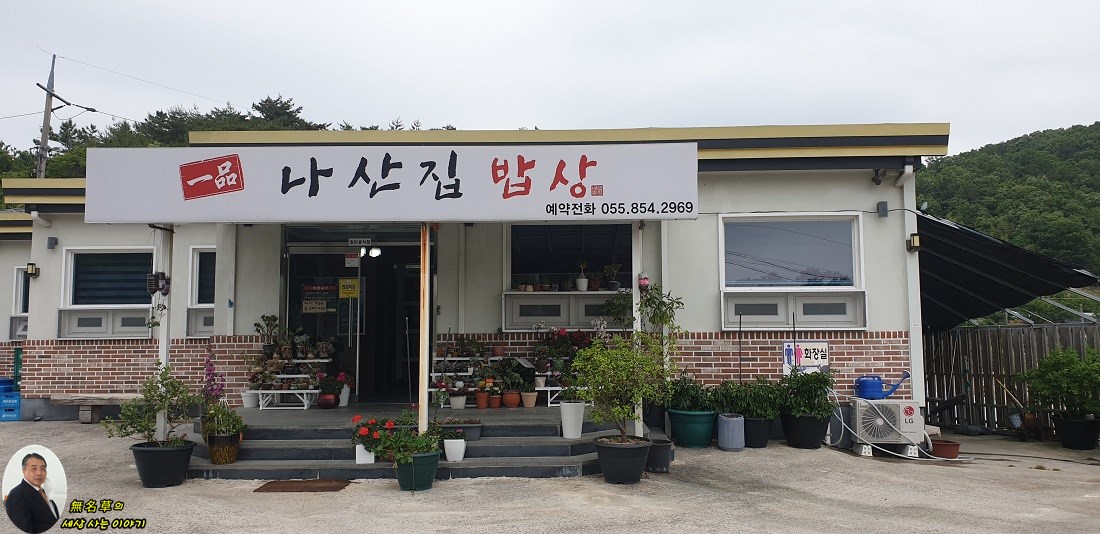 一品 나산집 밥상
예약전화 055.854.2969
화장실
LG
無名草의
세상 사는 이야기